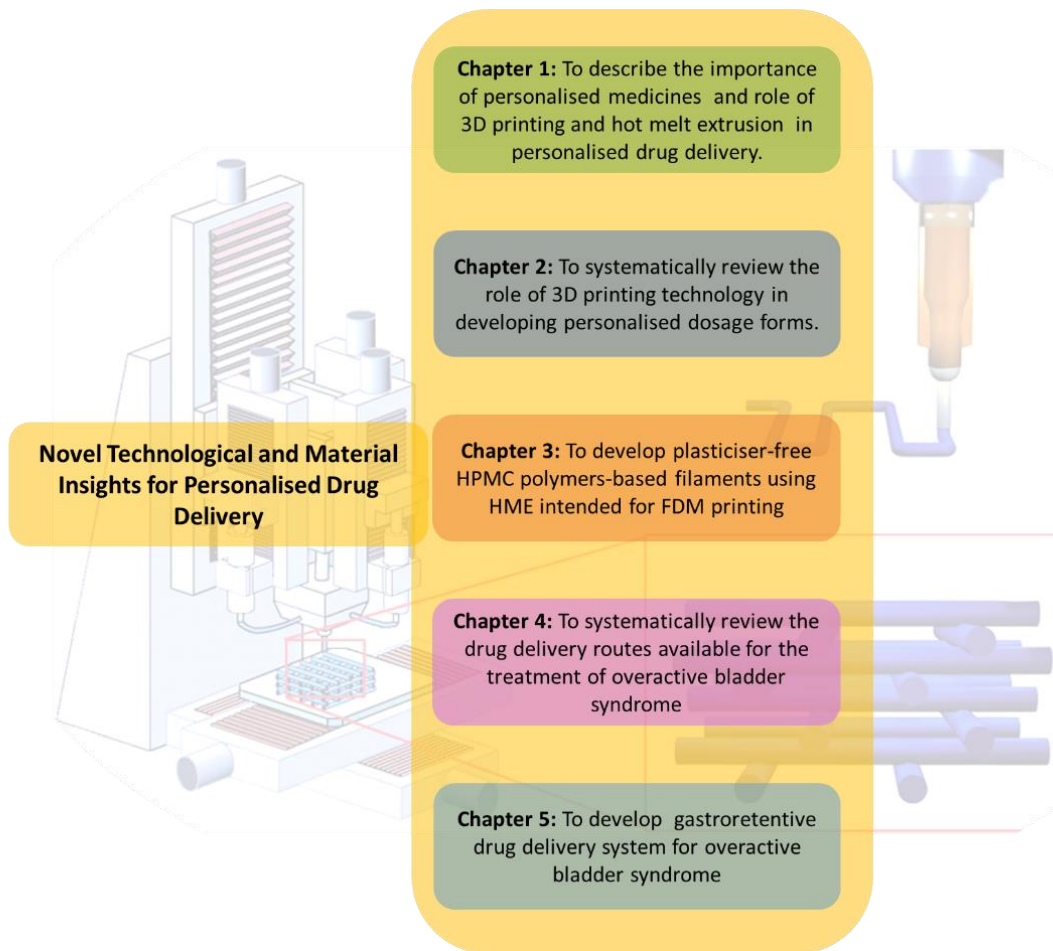 Chapter 1: To describe the importance
of personalised medicines and role of
3D printing and hot melt extrusion in
personalised drug delivery.
Chapter 2: To systematically review the
role of 3D printing technology in
developing personalised dosage forms.
Novel Technological and Material
Insights for Personalised Drug
Delivery
Chapter 3: To develop plasticiser-free
HPMC polymers-based filaments using
HME intended for FDM printing
Chapter 4: To systematically review the
drug delivery routes available for the
treatment of overactive bladder
syndrome
Chapter 5: To develop gastroretentive
drug delivery system for overactive
bladder syndrome